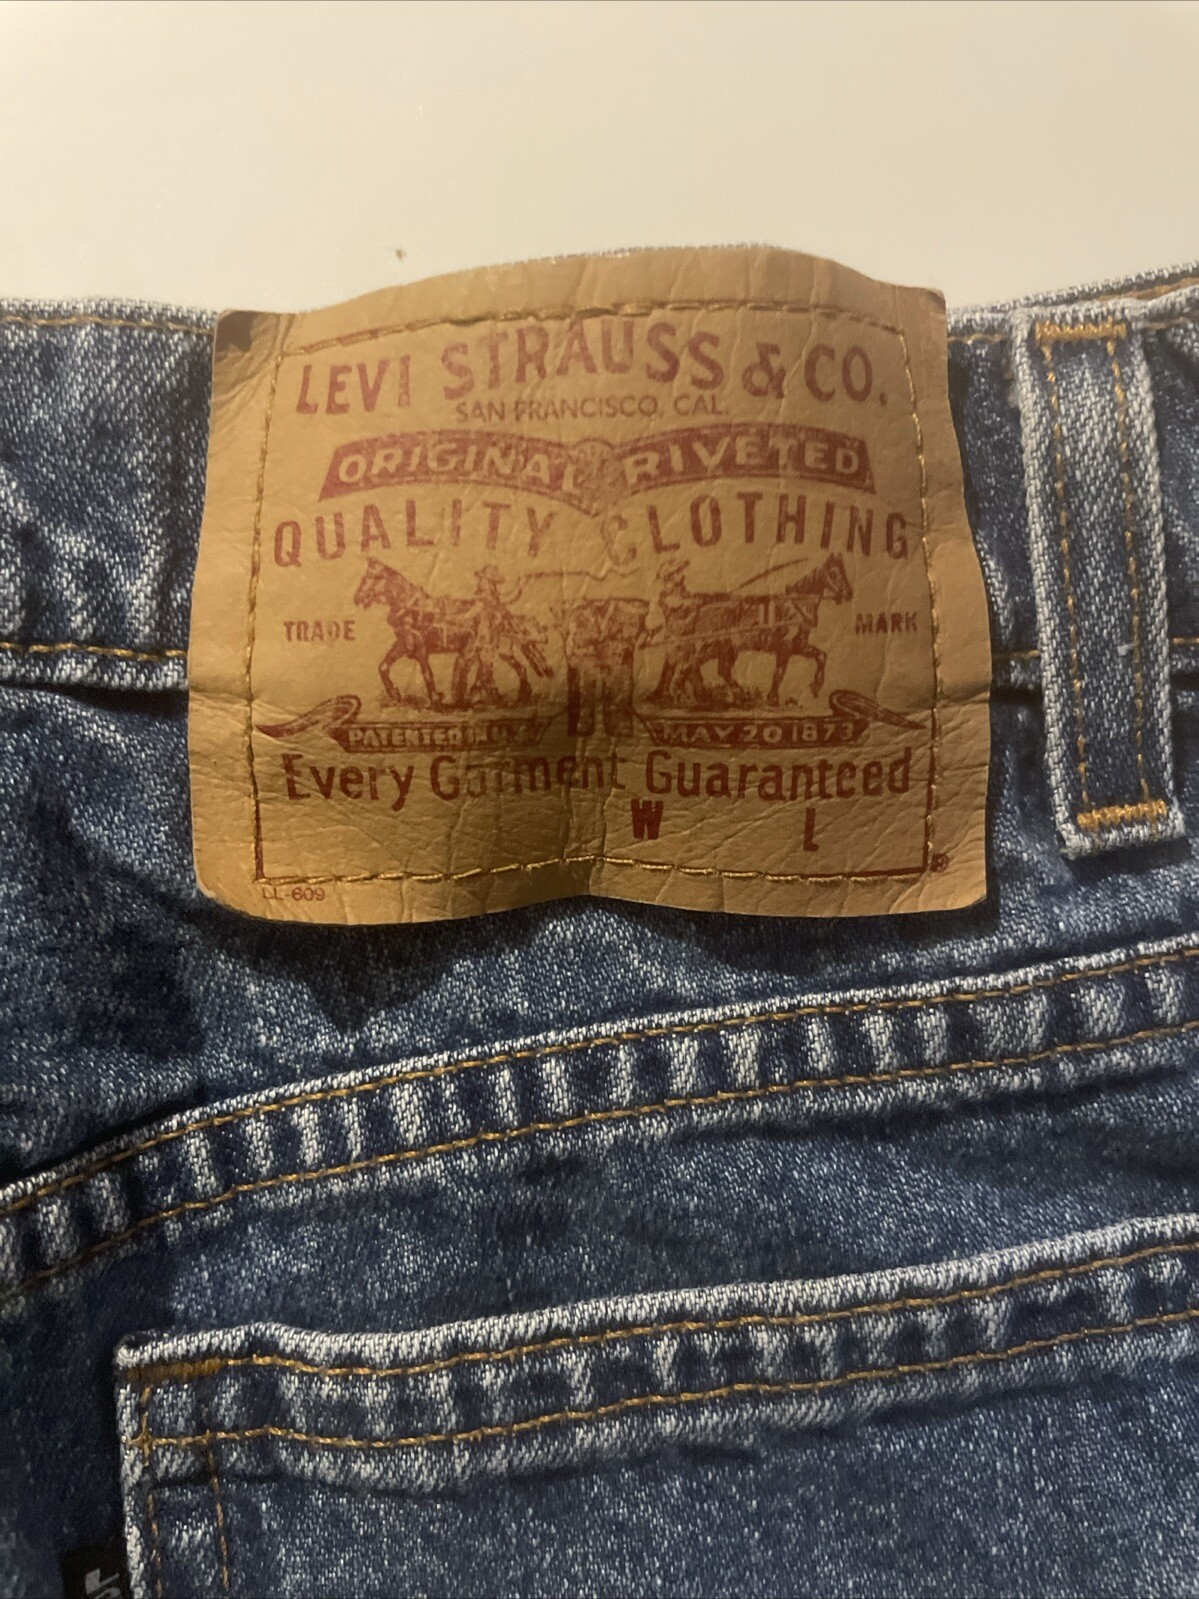 LEVI STRAUSS & CO.
SAN FRANCISCO, CAL.
ORIGINAL RIVETED
QUALITY CLOTHING
TRADE MARK
PATENTED IN U.S. MAY 20 1873
Every Garment Guaranteed
W L
LL-609 ®